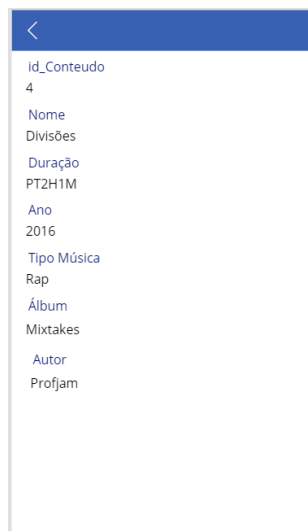 id_Conteudo
4
Nome
Divisões
Duração
PT2H1M
Ano
2016
Tipo Música
Rap
Álbum
Mixtakes
Autor
Profjam